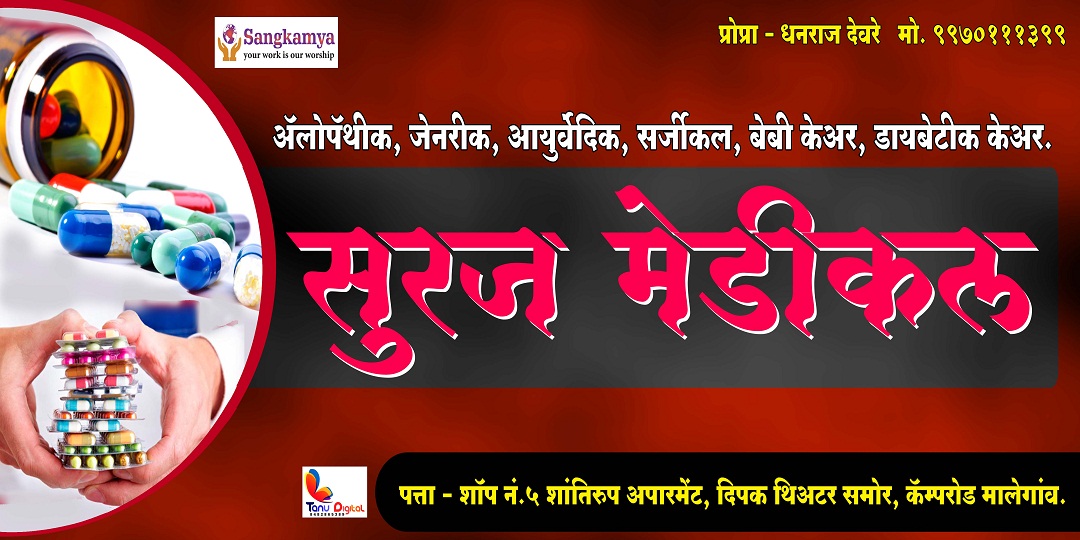 Sangkamya
your work is our worship
प्रोप्रा - धनराज देवरे मो. ९९७०१११३९९
ॲलोपॅथीक, जेनरीक, आयुर्वेदिक, सर्जीकल, बेबी केअर, डायबेटीक केअर.
सुरज मेडीकल
Tanu Digital
पत्ता - शॉप नं.५ शांतिरुप अपारमेंट, दिपक थिअटर समोर, कॅम्परोड मालेगांव.